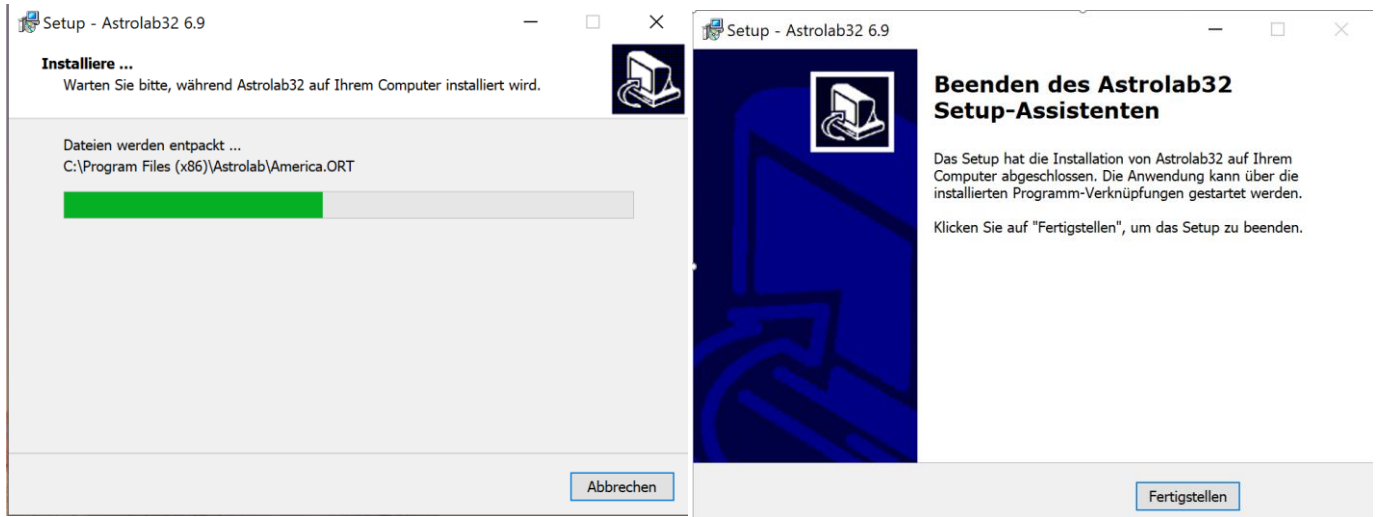 Setup - Astrolab32 6.9
Installiere ...
Warten Sie bitte, während Astrolab32 auf Ihrem Computer installiert wird.
Dateien werden entpackt ...
C:\Program Files (x86)\Astrolab\America.ORT
Abbrechen
Setup - Astrolab32 6.9
Beenden des Astrolab32
Setup-Assistenten
Das Setup hat die Installation von Astrolab32 auf Ihrem
Computer abgeschlossen. Die Anwendung kann über die
installierten Programm-Verknüpfungen gestartet werden.
Klicken Sie auf "Fertigstellen", um das Setup zu beenden.
Fertigstellen